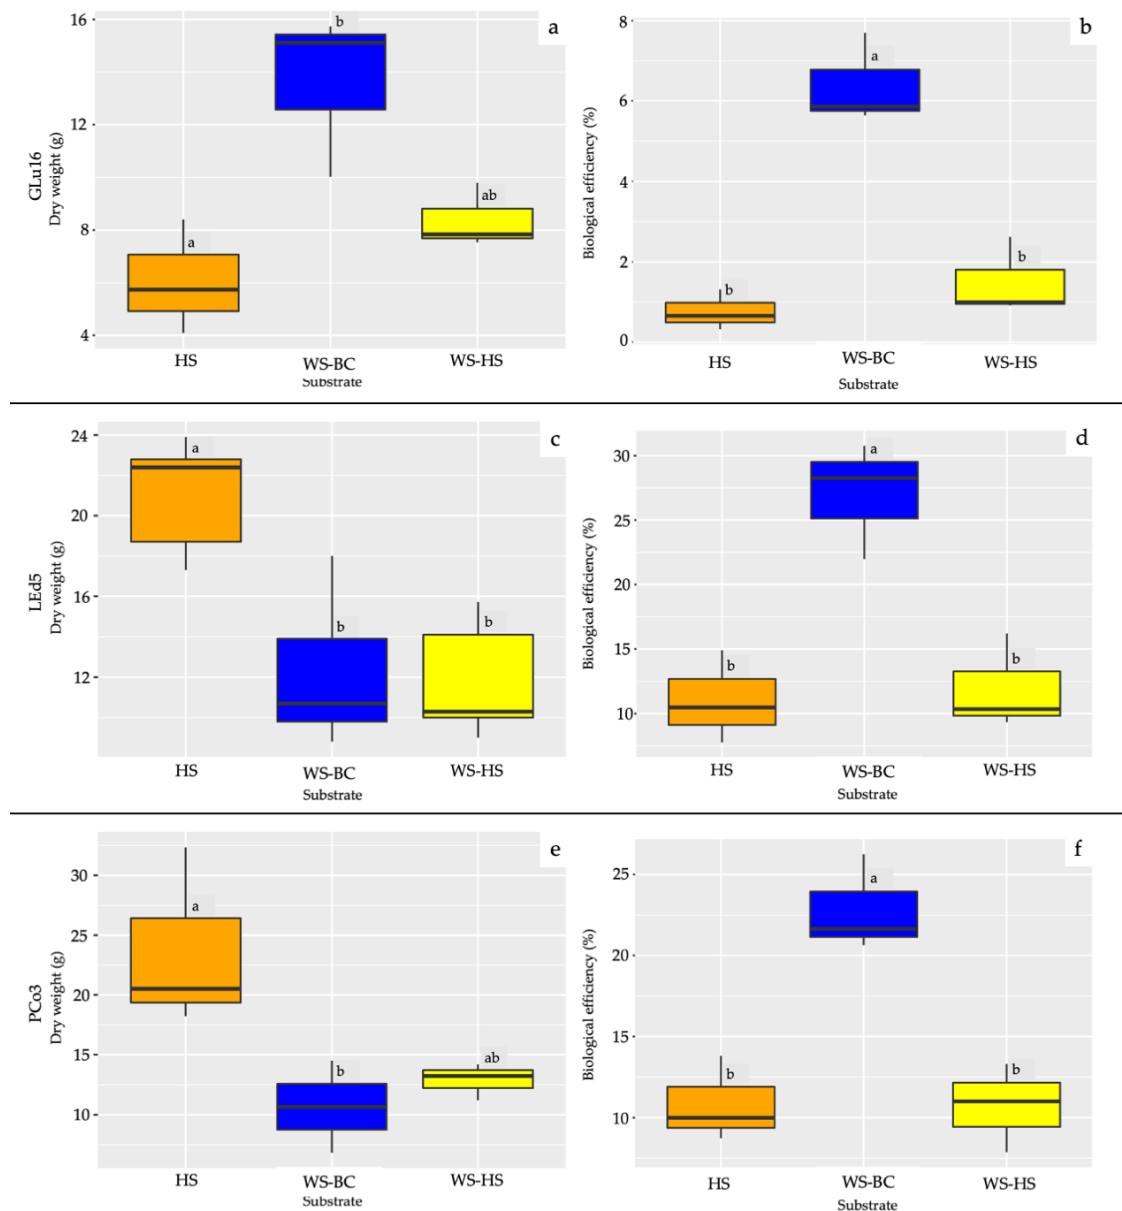 a
GLu16
Dry weight (g)
16
12
8
4
a
b
ab
HS
WS-BC
WS-HS
Substrate
b
Biological efficiency (%)
8
6
4
2
0
b
a
b
HS
WS-BC
WS-HS
Substrate
c
LEd5
Dry weight (g)
24
20
16
12
a
b
b
HS
WS-BC
WS-HS
Substrate
d
Biological efficiency (%)
30
25
20
15
10
b
a
b
HS
WS-BC
WS-HS
Substrate
e
PCo3
Dry weight (g)
30
25
20
15
10
a
b
ab
HS
WS-BC
WS-HS
Substrate
f
Biological efficiency (%)
25
20
15
10
b
a
b
HS
WS-BC
WS-HS
Substrate